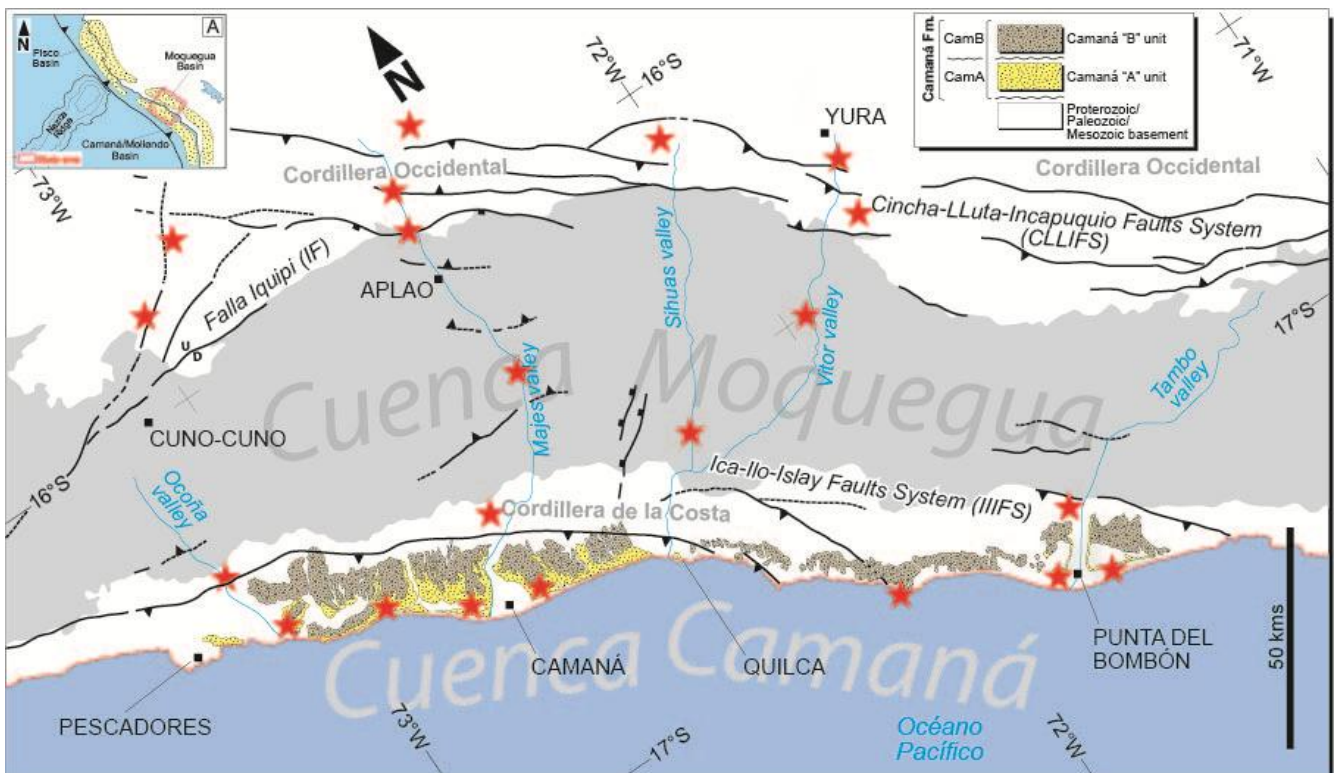 A
N
Pisco
Basin
Moquegua
Basin
Nazca
Ridge
Camaná/Mollendo
Basin
N
72°W
16°S
71°W
Camaná Fm.
CamB
Camaná "B" unit
CamA
Camaná "A" unit
Proterozoic/
Paleozoic/
Mesozoic basement
YURA
73°W
Cordillera Occidental
Cordillera Occidental
Cincha-LLuta-Incapuquio Faults System
(CLLIFS)
Falla Iquipi (IF)
U
D
APLAO
Sihuas valley
Vitor valley
17°S
Majess valley
Tambo
valley
Cuenca Moquegua
CUNO-CUNO
16°S
Ocoña
valley
Ica-Ilo-Islay Faults System (IIIFS)
Cordillera de la Costa
50 kms
PESCADORES
CAMANÁ
QUILCA
PUNTA DEL
BOMBÓN
Cuenca Camaná
73°W
17°S
72°W
Océano
Pacífico